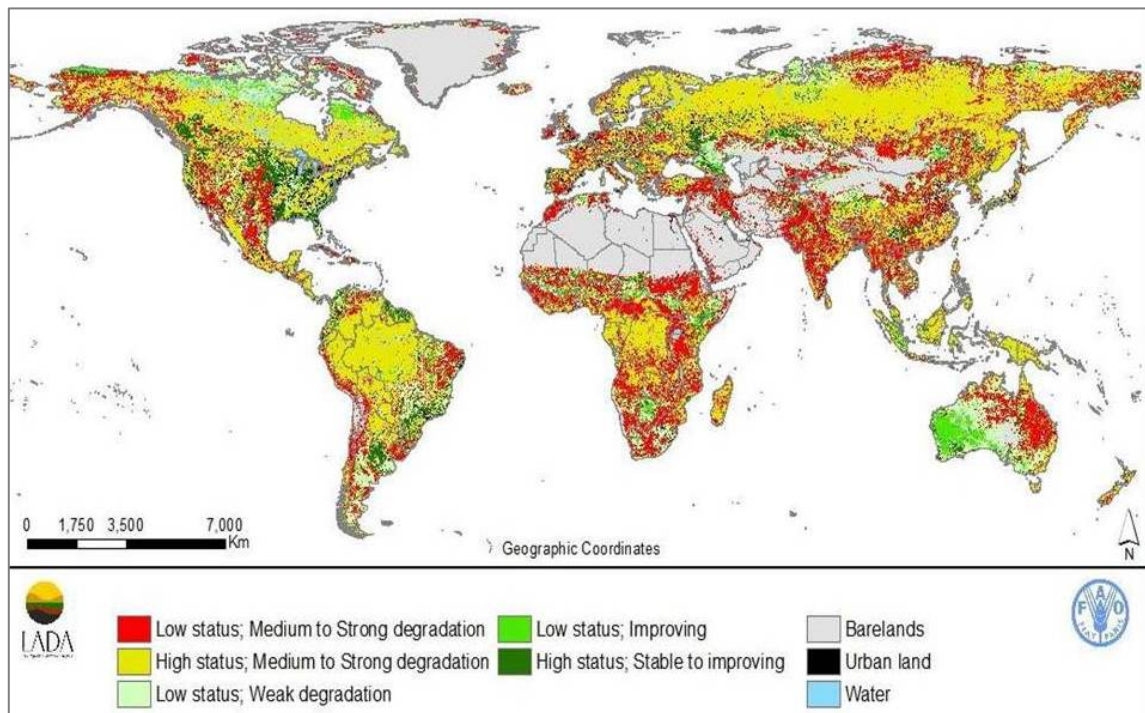 0 1,750 3,500 7,000
Km
Geographic Coordinates
N
LADA
Low status; Medium to Strong degradation
High status; Medium to Strong degradation
Low status; Weak degradation
Low status; Improving
High status; Stable to improving
Barelands
Urban land
Water
F A O
FIAT PANIS